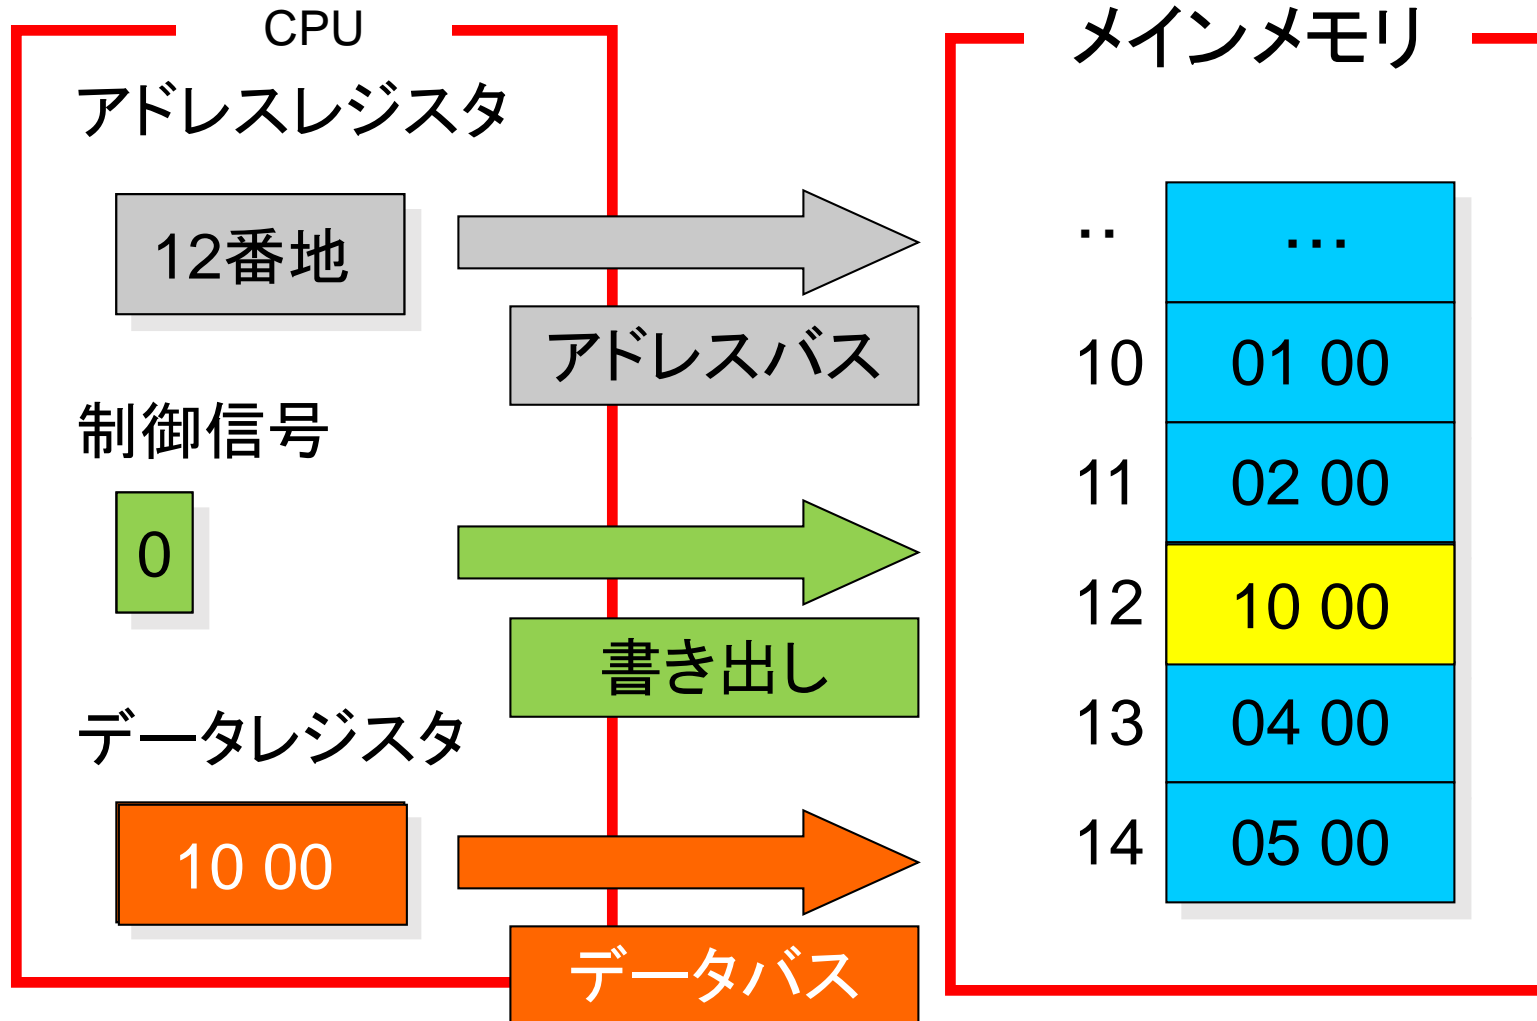 CPU
アドレスレジスタ
12番地
アドレスバス
制御信号
0
書き出し
データレジスタ
10 00
データバス
メインメモリ
.. ...
10 01 00
11 02 00
12 10 00
13 04 00
14 05 00